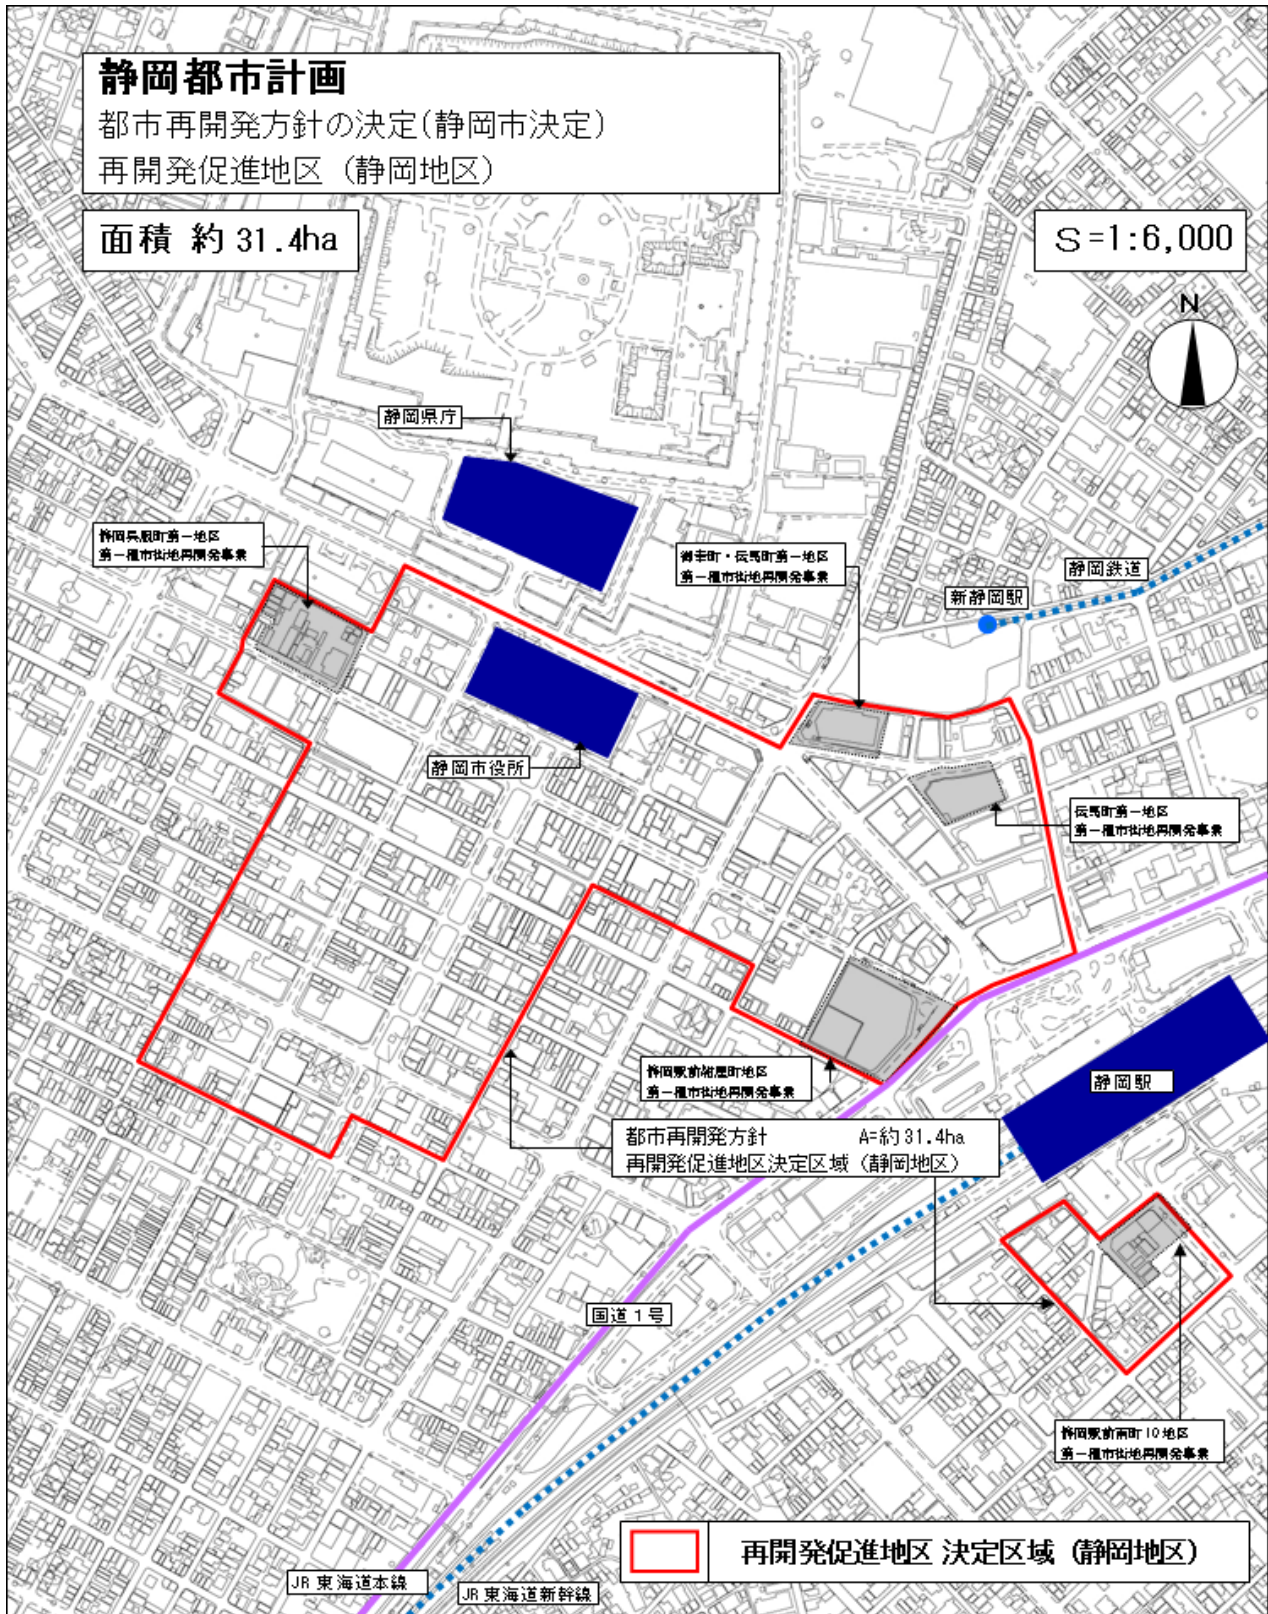 静岡都市計画
都市再開発方針の決定(静岡市決定)
再開発促進地区 (静岡地区)
面積 約 31.4ha
S=1:6,000
N
静岡県庁
静岡呉服町第一地区
第一種市街地再開発事業
御幸町・伝馬町第一地区
第一種市街地再開発事業
静岡鉄道
新静岡駅
静岡市役所
伝馬町第一地区
第一種市街地再開発事業
静岡駅前紺屋町地区
第一種市街地再開発事業
静岡駅
都市再開発方針 A=約31.4ha
再開発促進地区決定区域 (静岡地区)
国道1号
静岡駅前南町10地区
第一種市街地再開発事業
再開発促進地区 決定区域 (静岡地区)
JR 東海道本線
JR 東海道新幹線